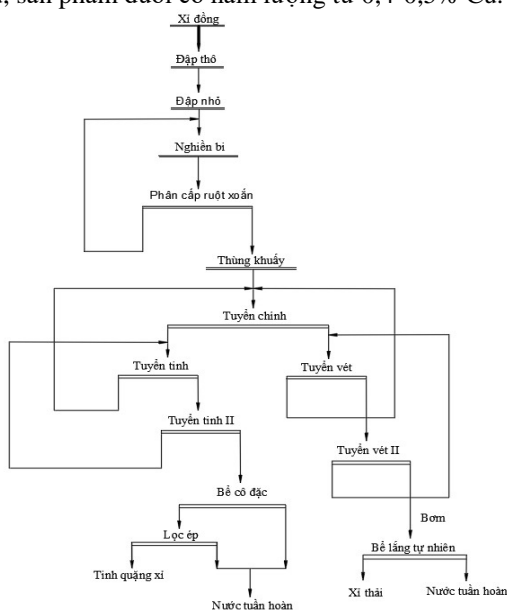 sản phẩm đuôi có hàm lượng từ 0,4-0,5% Cu.
Xỉ đồng
Đập thô
Đập nhỏ
Nghiền bi
Phân cấp ruột xoắn
Thùng khuấy
Tuyển chính
Tuyển tinh
Tuyển vét
Tuyển tinh II
Tuyển vét II
Bể cô đặc
Bơm
Lọc ép
Bể lắng tự nhiên
Tinh quặng xỉ
Xỉ thải
Nước tuần hoàn
Nước tuần hoàn